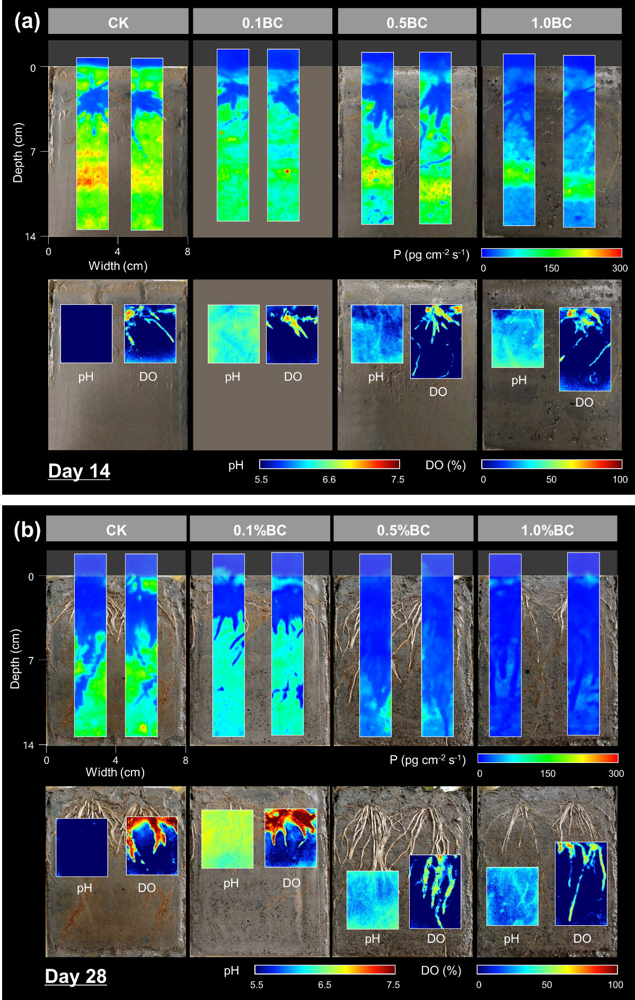 (a)
CK
0.1BC
0.5BC
1.0BC
Depth (cm)
0
7
14
0
4
8
Width (cm)
P (pg cm⁻² s⁻¹)
0
150
300
pH
DO
pH
DO
pH
DO
pH
DO
Day 14
pH
5.5
6.6
7.5
DO (%)
0
50
100
(b)
CK
0.1%BC
0.5%BC
1.0%BC
Depth (cm)
0
7
14
0
4
8
Width (cm)
P (pg cm⁻² s⁻¹)
0
150
300
pH
DO
pH
DO
pH
DO
pH
DO
Day 28
pH
5.5
6.5
7.5
DO (%)
0
50
100